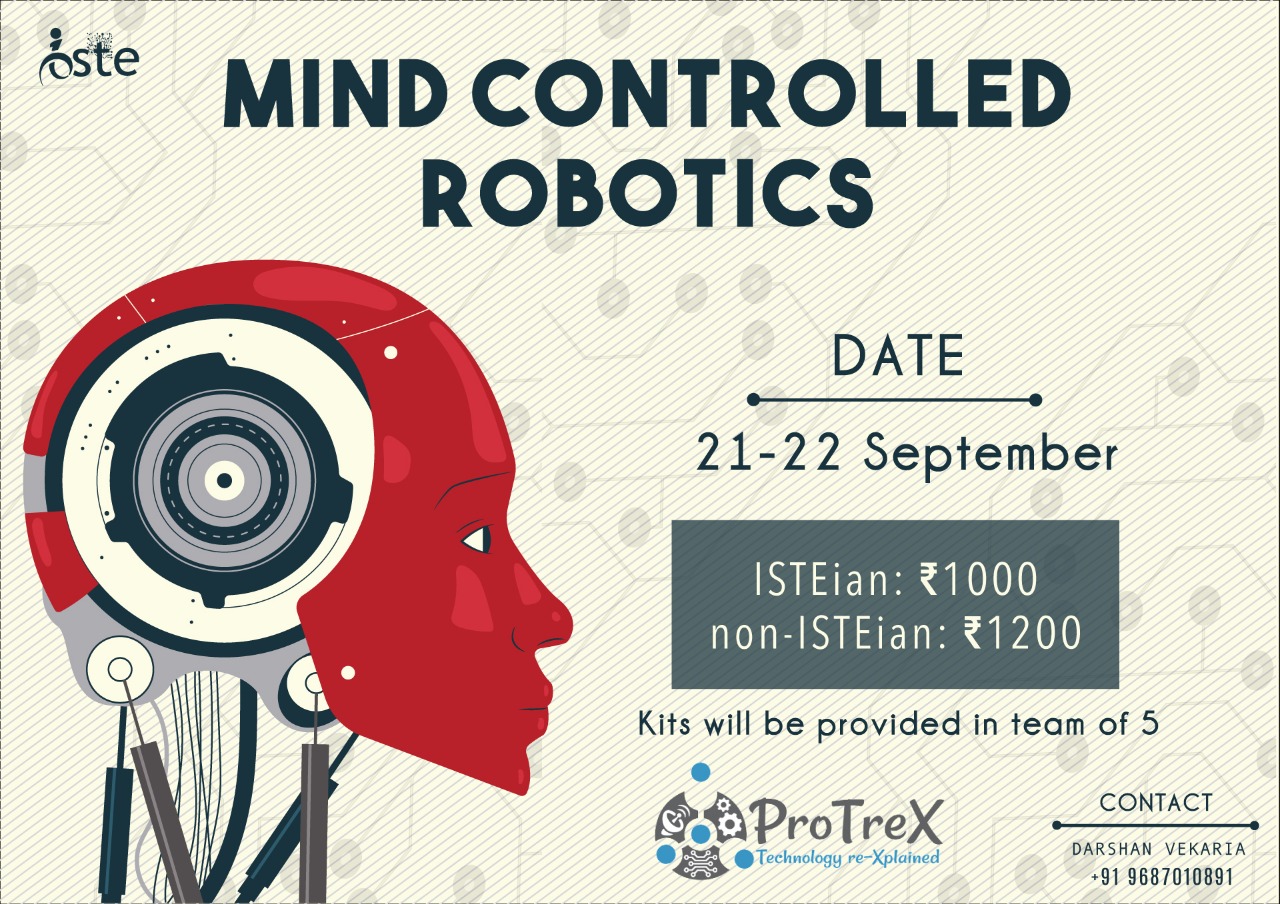 iste
MIND CONTROLLED
ROBOTICS
DATE
21-22 September
ISTEian: ₹1000
non-ISTEian: ₹1200
Kits will be provided in team of 5
ProTreX
Technology re-Xplained
CONTACT
DARSHAN VEKARIA
+91 9687010891